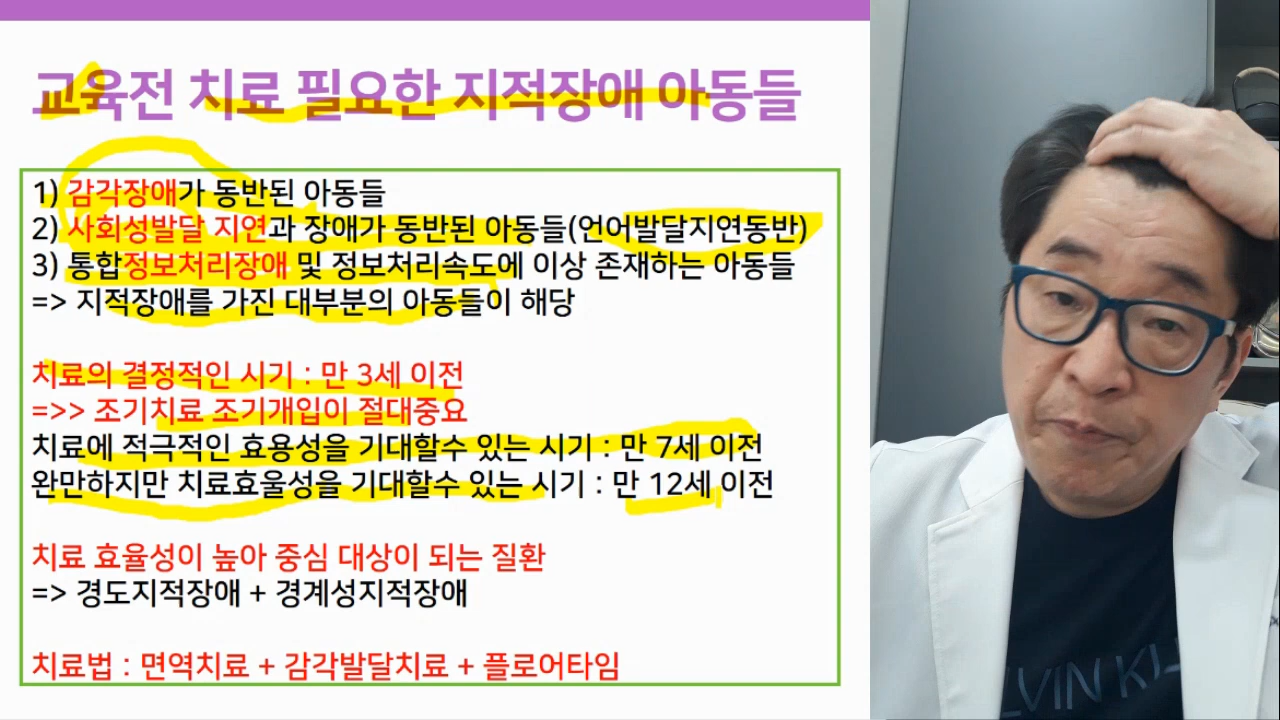 교육전 치료 필요한 지적장애 아동들
1) 감각장애가 동반된 아동들
2) 사회성발달 지연과 장애가 동반된 아동들(언어발달지연동반)
3) 통합정보처리장애 및 정보처리속도에 이상 존재하는 아동들
=> 지적장애를 가진 대부분의 아동들이 해당
치료의 결정적인 시기 : 만 3세 이전
=>> 조기치료 조기개입이 절대중요
치료에 적극적인 효용성을 기대할수 있는 시기 : 만 7세 이전
완만하지만 치료효율성을 기대할수 있는 시기 : 만 12세 이전
치료 효율성이 높아 중심 대상이 되는 질환
=> 경도지적장애 + 경계성지적장애
치료법 : 면역치료 + 감각발달치료 + 플로어타임